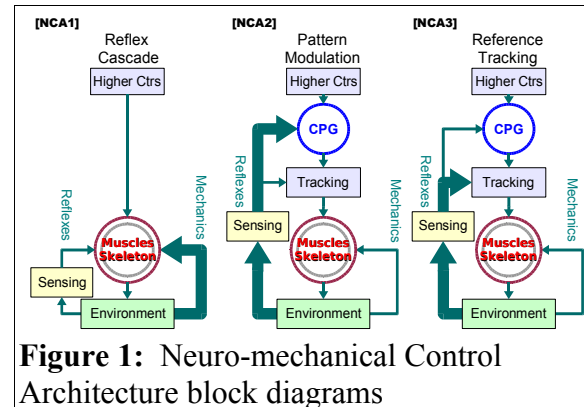 [NCA1]
Reflex
Cascade
Higher Ctrs
Reflexes
Mechanics
Muscles
Skeleton
Sensing
Environment
[NCA2]
Pattern
Modulation
Higher Ctrs
CPG
Reflexes
Tracking
Mechanics
Sensing
Muscles
Skeleton
Environment
[NCA3]
Reference
Tracking
Higher Ctrs
CPG
Reflexes
Tracking
Mechanics
Sensing
Muscles
Skeleton
Environment
Figure 1: Neuro-mechanical Control
Architecture block diagrams